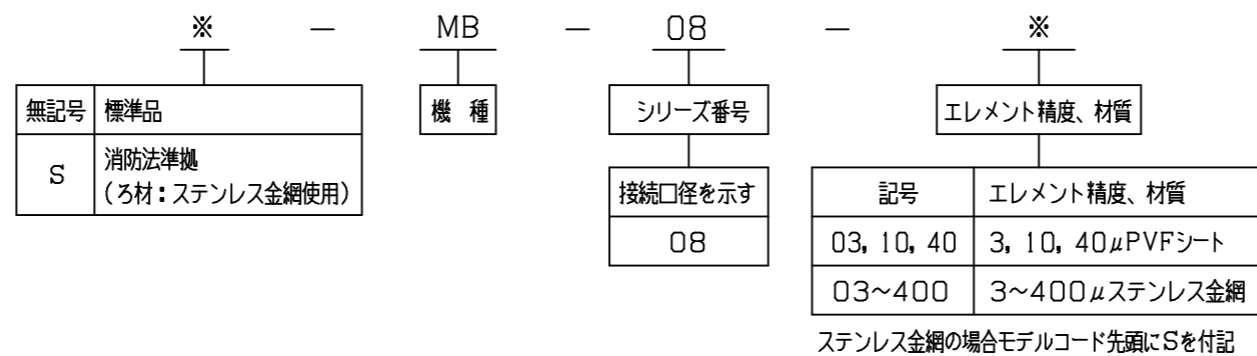 ※ — MB — 08 — ※
無記号 標準品
S 消防法準拠
(ろ材：ステンレス金網使用)
機 種
シリーズ番号
接続口径を示す
08
エレメント精度、材質
記号 エレメント精度、材質
03, 10, 40 3, 10, 40μPVFシート
03~400 3~400μステンレス金網
ステンレス金網の場合モデルコード先頭にSを付記